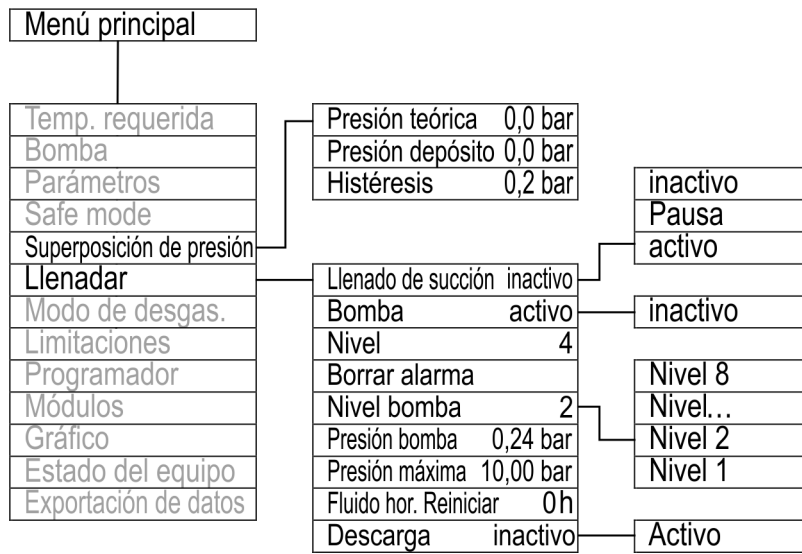 Menú principal
Temp. requerida
Bomba
Parámetros
Safe mode
Superposición de presión
Llenadar
Modo de desgas.
Limitaciones
Programador
Módulos
Gráfico
Estado del equipo
Exportación de datos
Presión teórica 0,0 bar
Presión depósito 0,0 bar
Histéresis 0,2 bar
Llenado de succión inactivo
Bomba activo
Nivel 4
Borrar alarma
Nivel bomba 2
Presión bomba 0,24 bar
Presión máxima 10,00 bar
Fluido hor. Reiniciar 0h
Descarga inactivo
inactivo
Pausa
activo
inactivo
Nivel 8
Nivel...
Nivel 2
Nivel 1
Activo